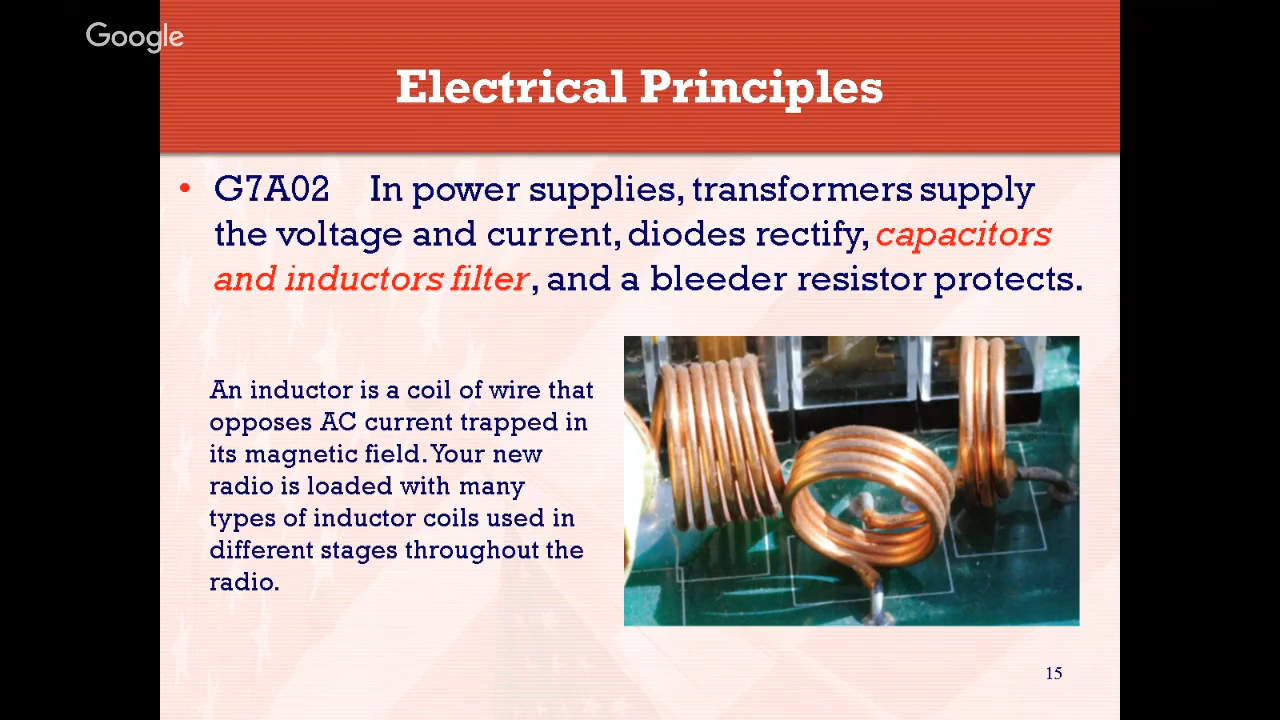 Google
Electrical Principles
• G7A02 In power supplies, transformers supply
the voltage and current, diodes rectify, capacitors
and inductors filter, and a bleeder resistor protects.
An inductor is a coil of wire that
opposes AC current trapped in
its magnetic field. Your new
radio is loaded with many
types of inductor coils used in
different stages throughout the
radio.
15